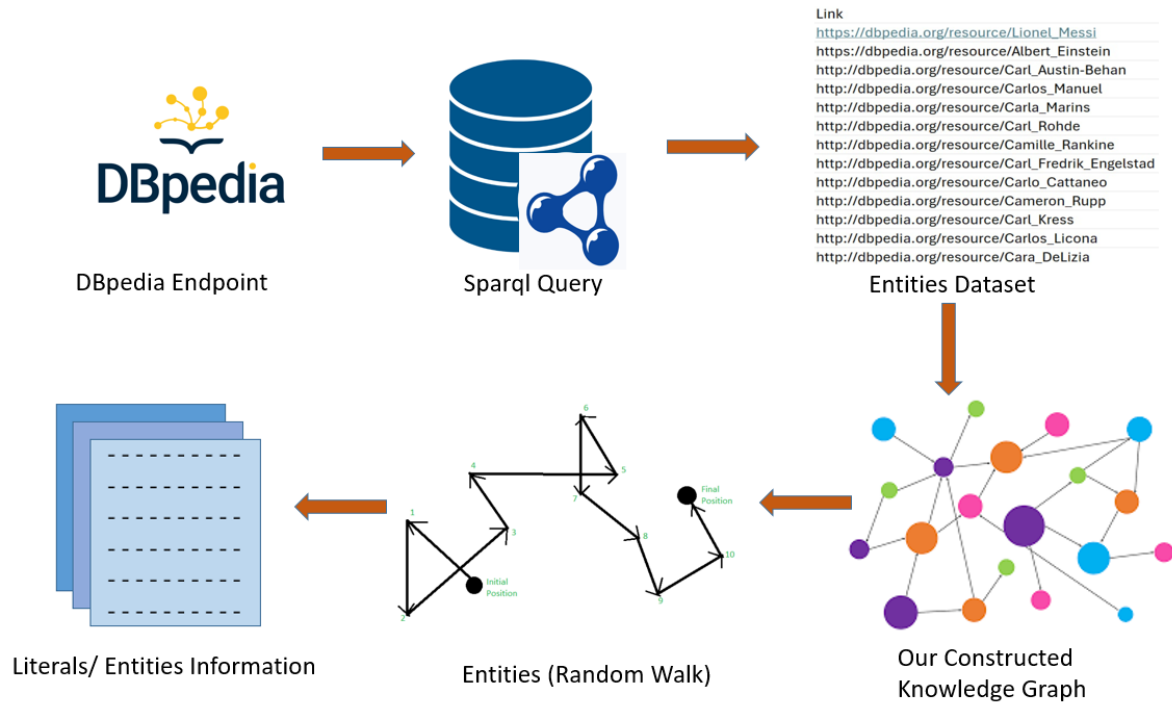 Link
https://dbpedia.org/resource/Lionel_Messi
https://dbpedia.org/resource/Albert_Einstein
http://dbpedia.org/resource/Carl_Austin-Behan
http://dbpedia.org/resource/Carlos_Manuel
http://dbpedia.org/resource/Carla_Marins
http://dbpedia.org/resource/Carl_Rohde
http://dbpedia.org/resource/Camille_Rankine
http://dbpedia.org/resource/Carl_Fredrik_Engelstad
http://dbpedia.org/resource/Carlo_Cattaneo
http://dbpedia.org/resource/Cameron_Rupp
http://dbpedia.org/resource/Carl_Kress
http://dbpedia.org/resource/Carlos_Licona
http://dbpedia.org/resource/Cara_DeLizia
DBpedia
DBpedia Endpoint
Sparql Query
Entities Dataset
6
4
5
7
Final
Position
1
3
8
10
Initial
Position
2
9
Literals/ Entities Information
Entities (Random Walk)
Our Constructed
Knowledge Graph